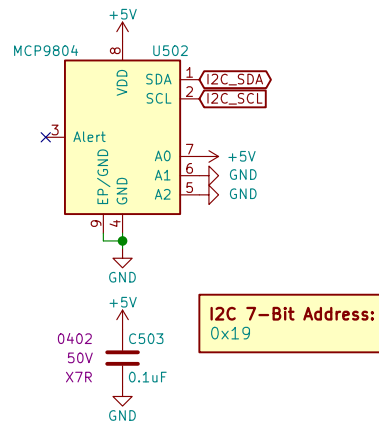 +5V
MCP9804
U502
8
VDD
SDA
1
I2C_SDA
SCL
2
I2C_SCL
3
Alert
A0
7
+5V
A1
6
GND
A2
5
GND
EP/GND
GND
9
4
GND
+5V
0402
C503
50V
X7R
0.1uF
GND
I2C 7-Bit Address:
0x19